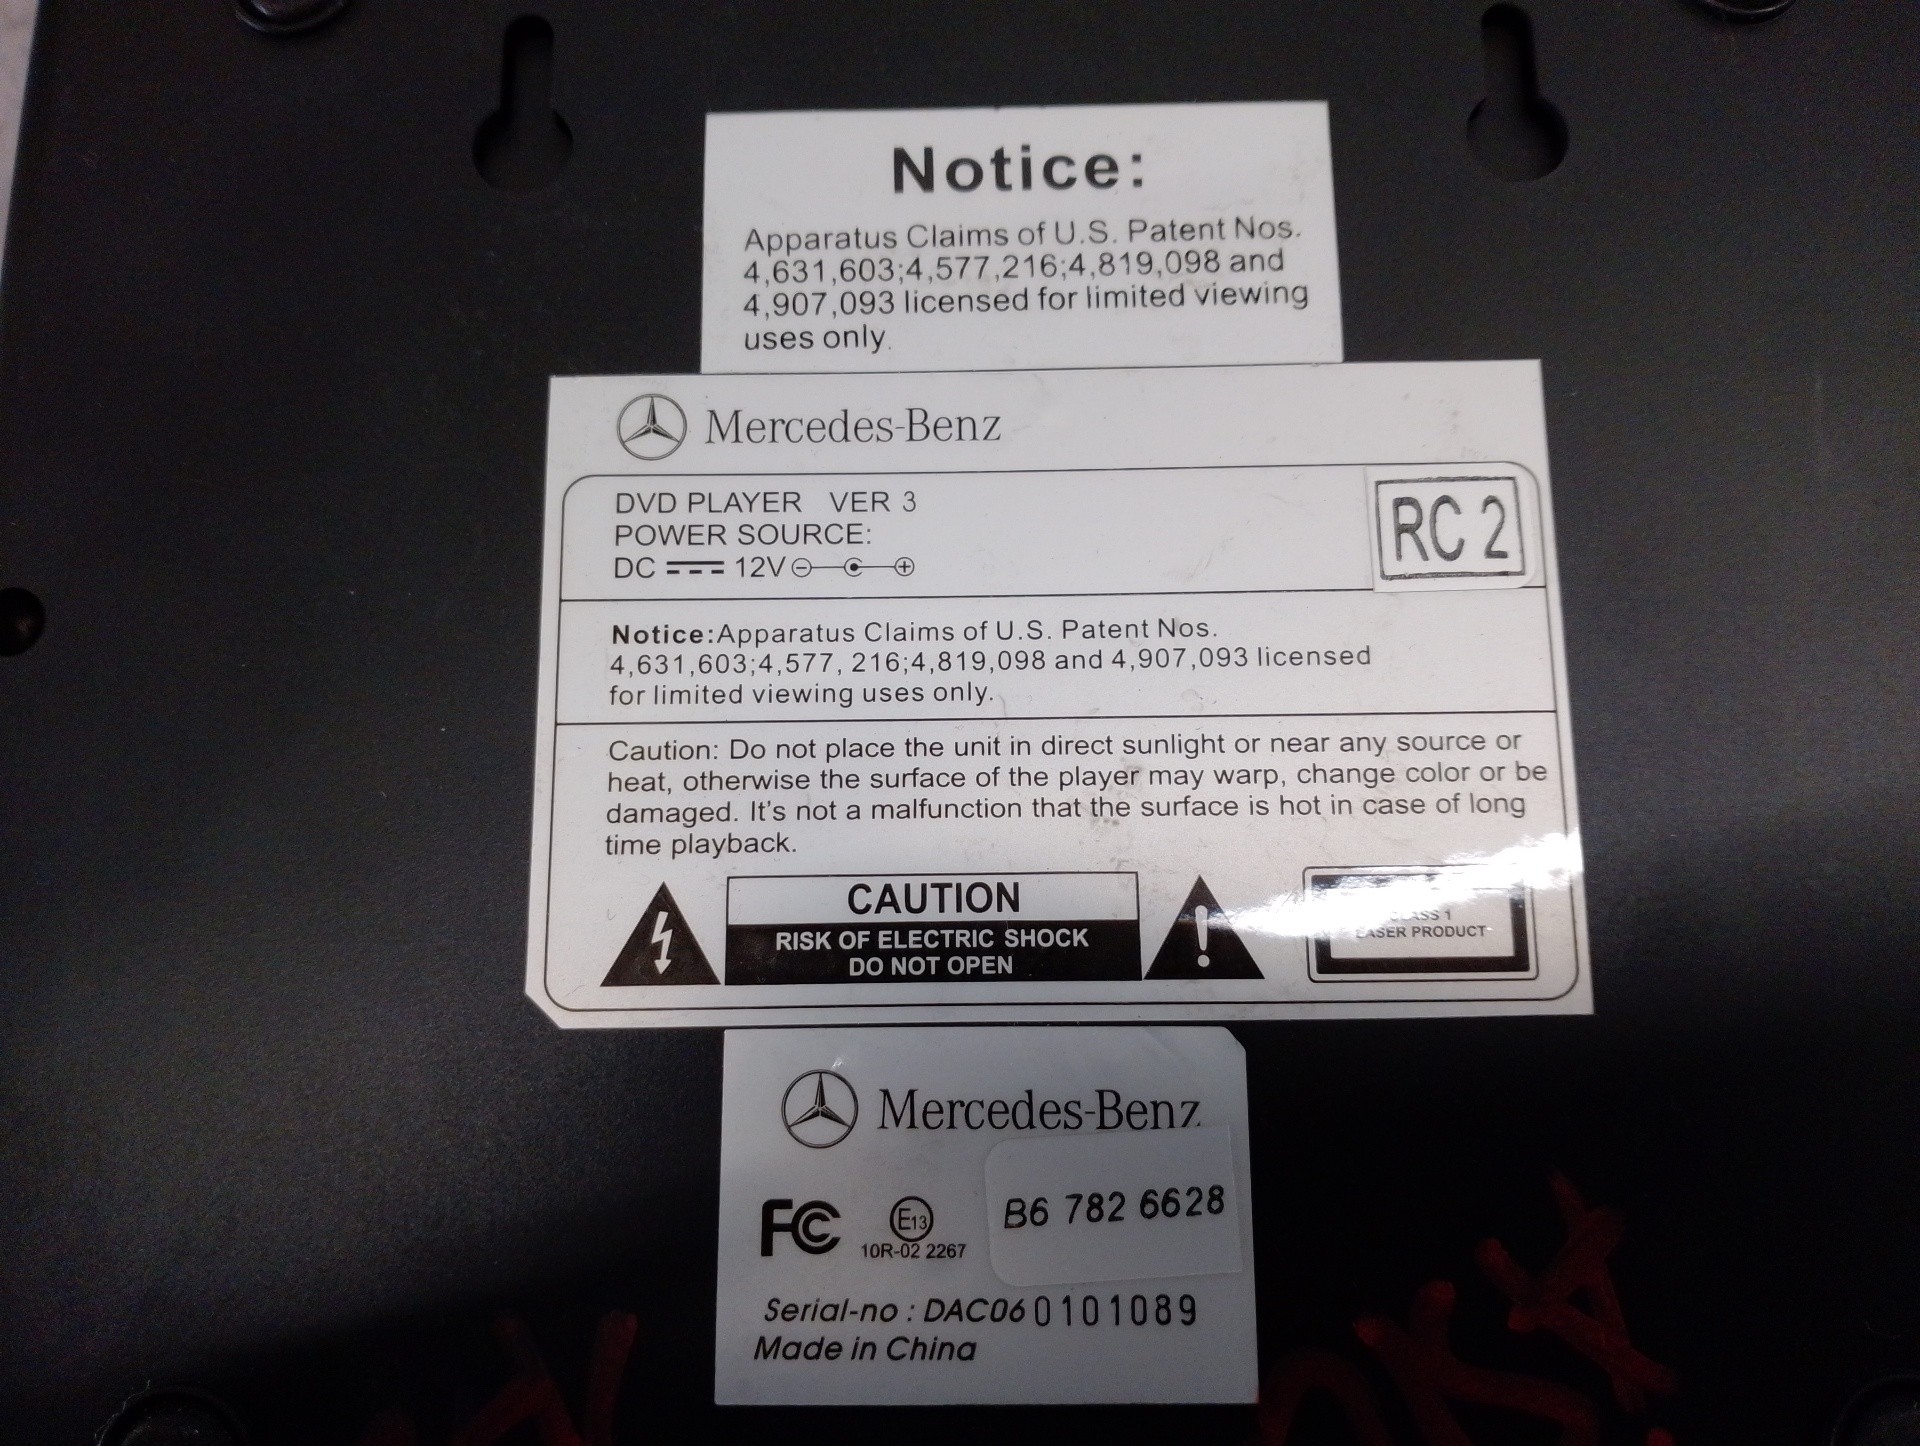 Notice:
Apparatus Claims of U.S. Patent Nos.
4,631,603;4,577,216;4,819,098 and
4,907,093 licensed for limited viewing
uses only.
Mercedes-Benz
DVD PLAYER VER 3
POWER SOURCE:
DC 12V
RC 2
Notice:Apparatus Claims of U.S. Patent Nos.
4,631,603;4,577, 216;4,819,098 and 4,907,093 licensed
for limited viewing uses only.
Caution: Do not place the unit in direct sunlight or near any source or
heat, otherwise the surface of the player may warp, change color or be
damaged. It's not a malfunction that the surface is hot in case of long
time playback.
CAUTION
RISK OF ELECTRIC SHOCK
DO NOT OPEN
CLASS 1
LASER PRODUCT
Mercedes-Benz
FC
E13
10R-02 2267
B6 782 6628
Serial-no : DAC06 0101089
Made in China